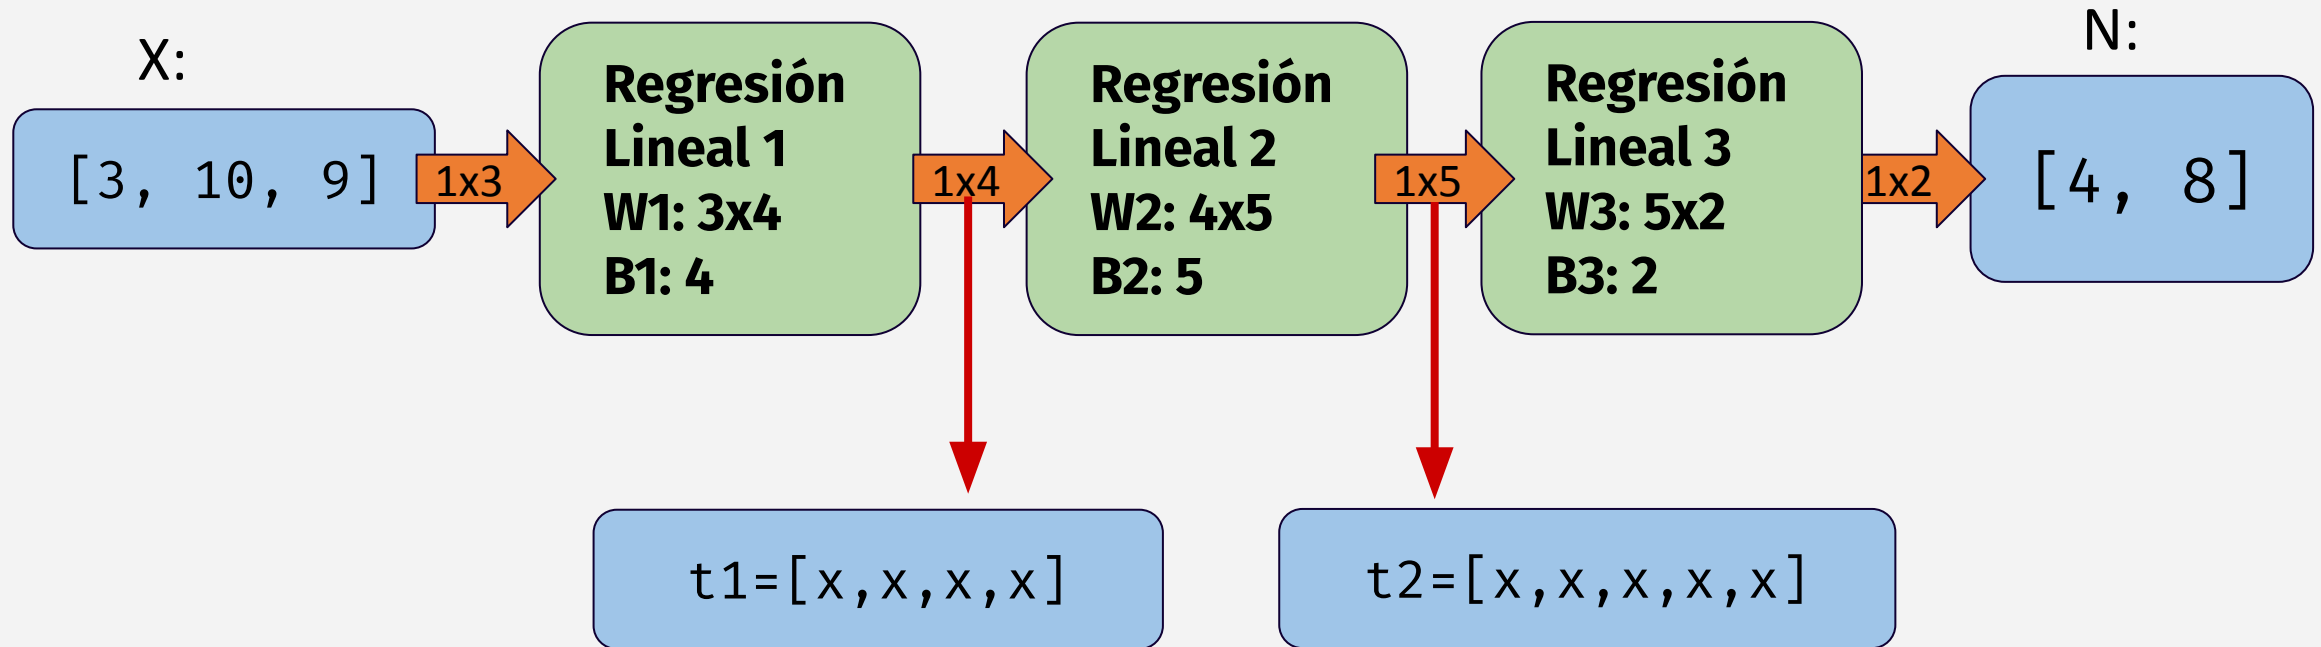 X:
[3, 10, 9]
1x3
Regresión
Lineal 1
W1: 3x4
B1: 4
1x4
Regresión
Lineal 2
W2: 4x5
B2: 5
1x5
Regresión
Lineal 3
W3: 5x2
B3: 2
1x2
N:
[4, 8]
t1=[x,x,x,x]
t2=[x,x,x,x,x]